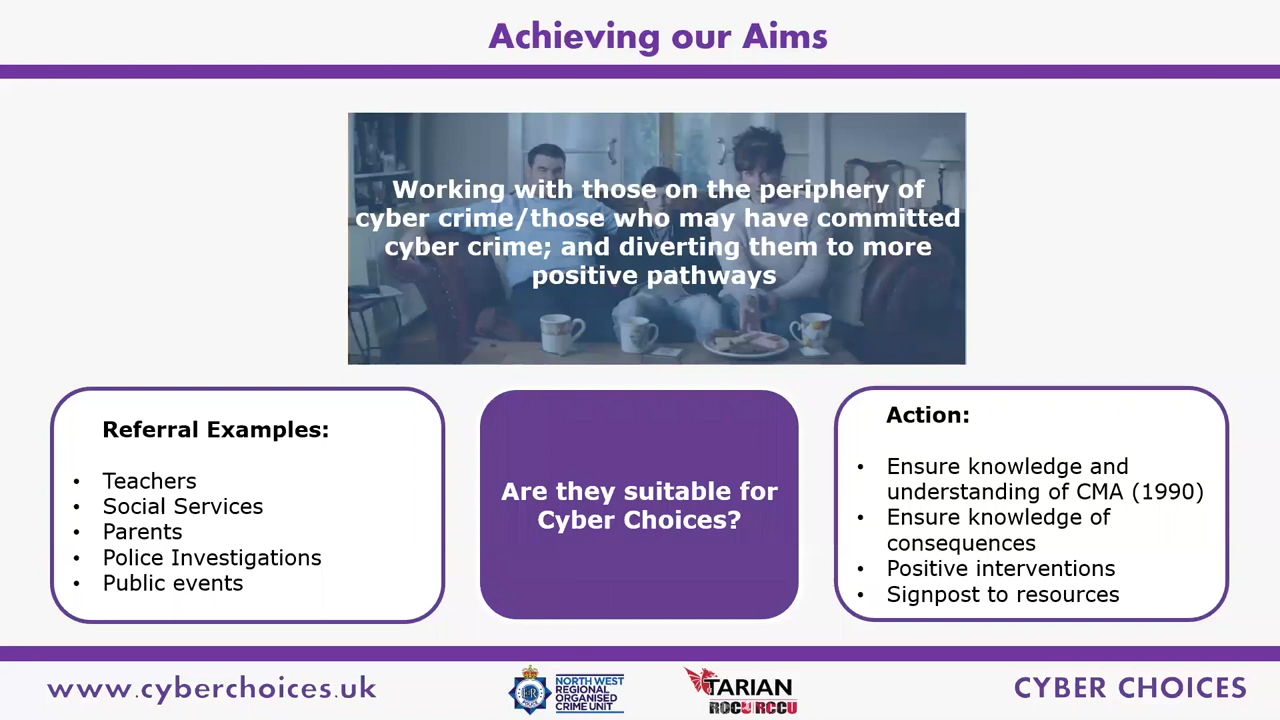 Achieving our Aims
Working with those on the periphery of
cyber crime/those who may have committed
cyber crime; and diverting them to more
positive pathways
Referral Examples:
• Teachers
• Social Services
• Parents
• Police Investigations
• Public events
Are they suitable for
Cyber Choices?
Action:
• Ensure knowledge and
understanding of CMA (1990)
• Ensure knowledge of
consequences
• Positive interventions
• Signpost to resources
www.cyberchoices.uk
NORTH WEST
REGIONAL
ORGANISED
CRIME UNIT
TARIAN
ROCU RCCU
CYBER CHOICES